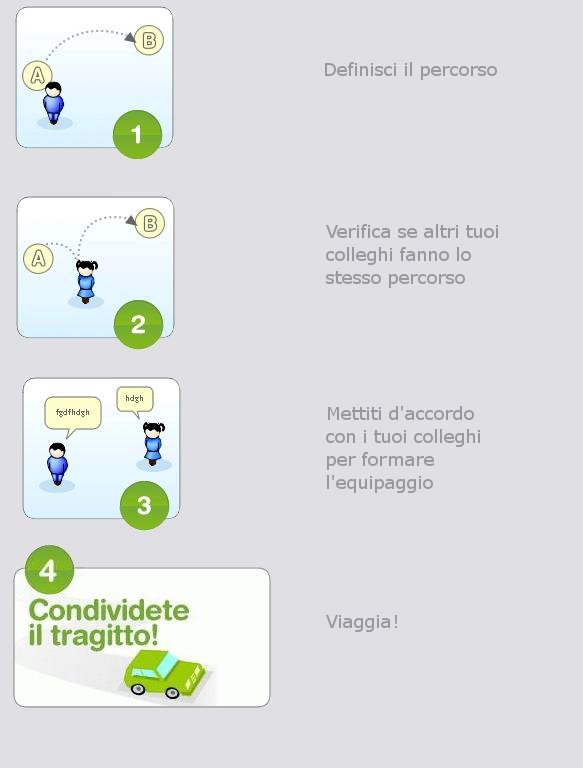 A
B
1
Definisci il percorso
A
B
2
Verifica se altri tuoi
colleghi fanno lo
stesso percorso
fgdfhdgh
hdgh
3
Mettiti d'accordo
con i tuoi colleghi
per formare
l'equipaggio
4
Condividete
il tragitto!
Viaggia!